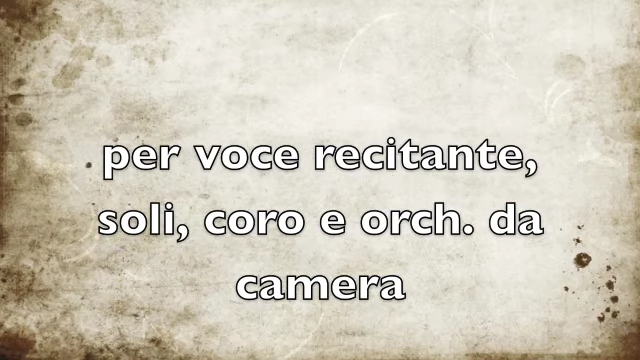 per voce recitante,
soli, coro e orch. da
camera